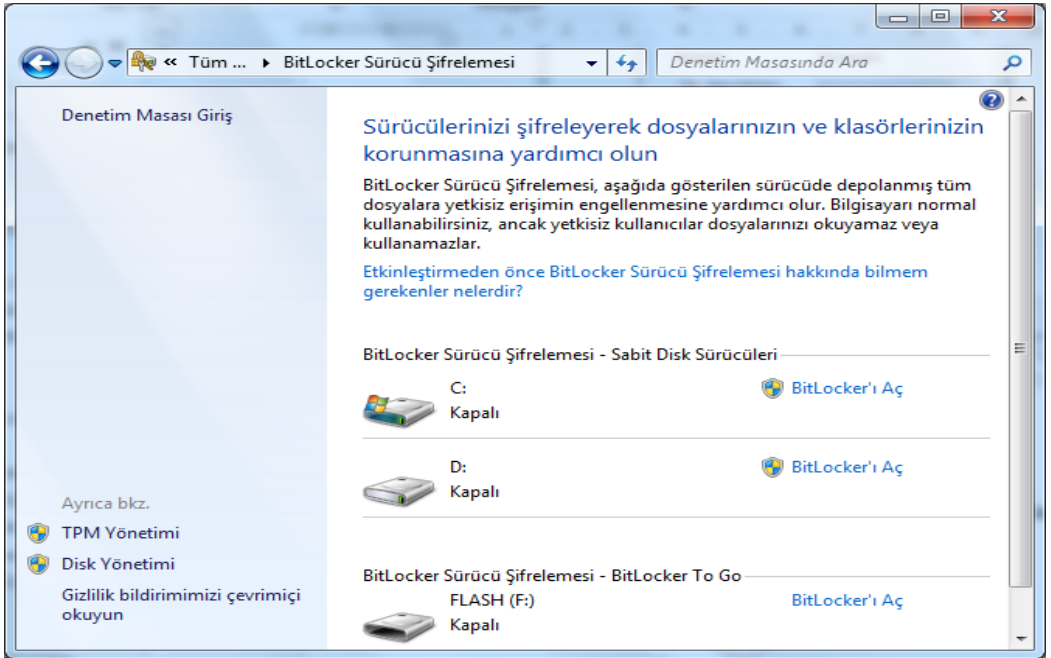 « Tüm ... ▸ BitLocker Sürücü Şifrelemesi
Denetim Masasında Ara
Denetim Masası Giriş
Sürücülerinizi şifreleyerek dosyalarınızın ve klasörlerinizin
korunmasına yardımcı olun
BitLocker Sürücü Şifrelemesi, aşağıda gösterilen sürücüde depolanmış tüm
dosyalara yetkisiz erişimin engellenmesine yardımcı olur. Bilgisayarı normal
kullanabilirsiniz, ancak yetkisiz kullanıcılar dosyalarınızı okuyamaz veya
kullanamazlar.
Etkinleştirmeden önce BitLocker Sürücü Şifrelemesi hakkında bilmem
gerekenler nelerdir?
BitLocker Sürücü Şifrelemesi - Sabit Disk Sürücüleri
C:
Kapalı
BitLocker'ı Aç
D:
Kapalı
BitLocker'ı Aç
BitLocker Sürücü Şifrelemesi - BitLocker To Go
FLASH (F:)
Kapalı
BitLocker'ı Aç
Ayrıca bkz.
TPM Yönetimi
Disk Yönetimi
Gizlilik bildirimimizi çevrimiçi
okuyun